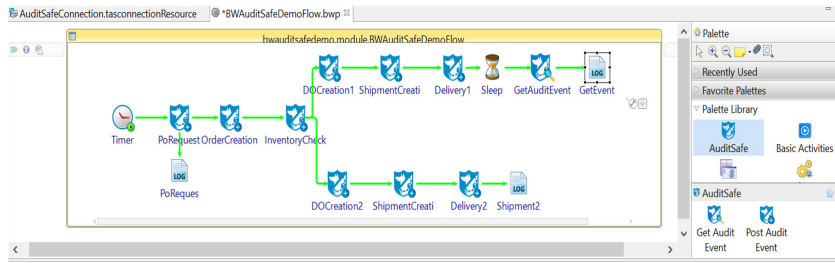 AuditSafeConnection.tasconnectionResource
*BWAuditSafeDemoFlow.bwp
bwauditsafedemo.module.BWAuditSafeDemoFlow
DOCreation1 ShipmentCreati Delivery1 Sleep GetAuditEvent GetEvent
LOG
Timer PoRequest OrderCreation InventoryCheck
LOG
PoReques
LOG
DOCreation2 ShipmentCreati Delivery2 Shipment2
Palette
Recently Used
Favorite Palettes
Palette Library
AuditSafe Basic Activities
AuditSafe
Get Audit Event
Post Audit Event